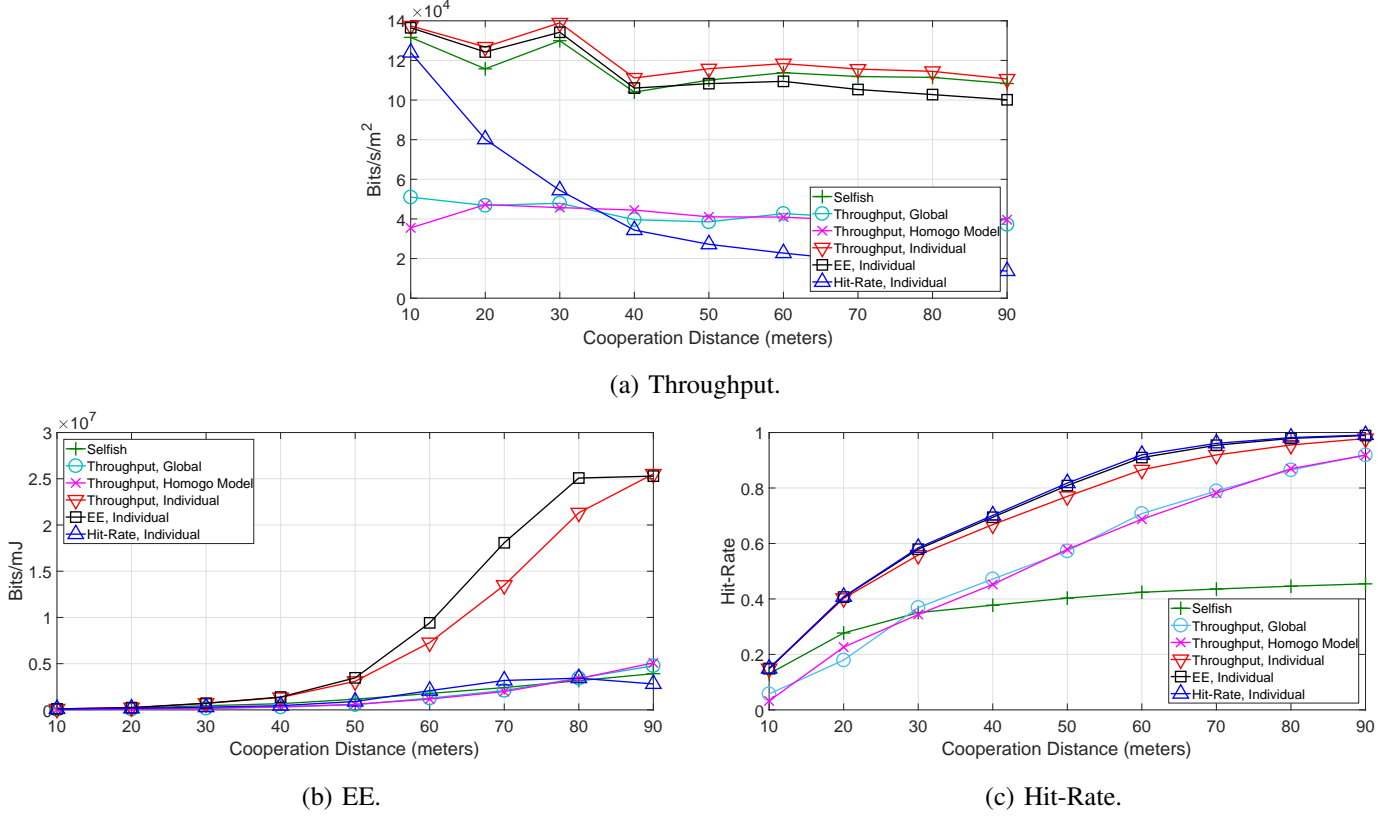 ×10⁴
14
12
10
8
6
4
2
0
Bits/s/m²
10 20 30 40 50 60 70 80 90
Cooperation Distance (meters)
Selfish
Throughput, Global
Throughput, Homogo Model
Throughput, Individual
EE, Individual
Hit-Rate, Individual
(a) Throughput.
×10⁷
3
2.5
2
1.5
1
0.5
0
Bits/mJ
10 20 30 40 50 60 70 80 90
Cooperation Distance (meters)
Selfish
Throughput, Global
Throughput, Homogo Model
Throughput, Individual
EE, Individual
Hit-Rate, Individual
(b) EE.
1
0.8
0.6
0.4
0.2
0
Hit-Rate
10 20 30 40 50 60 70 80 90
Cooperation Distance (meters)
Selfish
Throughput, Global
Throughput, Homogo Model
Throughput, Individual
EE, Individual
Hit-Rate, Individual
(c) Hit-Rate.